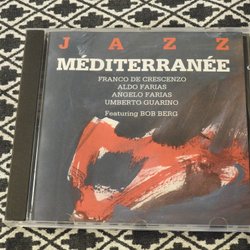 JAZZ
MÉDITERRANÉE
FRANCO DE CRESCENZO
ALDO FARIAS
ANGELO FARIAS
UMBERTO GUARINO
Featuring BOB BERG